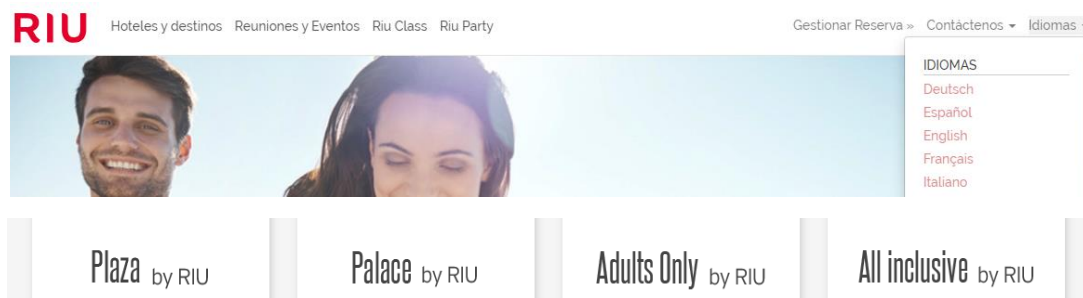 RIU Hoteles y destinos Reuniones y Eventos Riu Class Riu Party Gestionar Reserva » Contáctenos Idiomas
IDIOMAS
Deutsch
Español
English
Français
Italiano
Plaza by RIU Palace by RIU Adults Only by RIU All inclusive by RIU